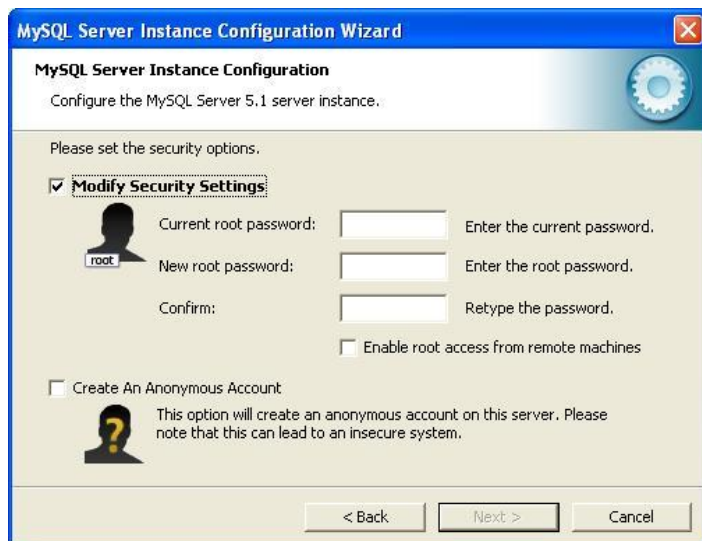 MySQL Server Instance Configuration Wizard
MySQL Server Instance Configuration
Configure the MySQL Server 5.1 server instance.
Please set the security options.
Modify Security Settings
root
Current root password:
Enter the current password.
New root password:
Enter the root password.
Confirm:
Retype the password.
Enable root access from remote machines
Create An Anonymous Account
This option will create an anonymous account on this server. Please
note that this can lead to an insecure system.
< Back
Next >
Cancel